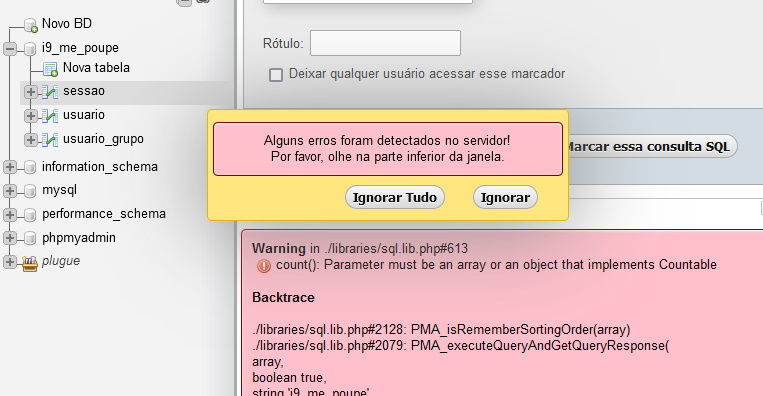 Novo BD
i9_me_poupe
Nova tabela
sessao
usuario
usuario_grupo
information_schema
mysql
performance_schema
phpmyadmin
plugue
Rótulo:
Deixar qualquer usuário acessar esse marcador
Alguns erros foram detectados no servidor!
Por favor, olhe na parte inferior da janela.
Ignorar Tudo
Ignorar
Marcar essa consulta SQL
Warning in ./libraries/sql.lib.php#613
count(): Parameter must be an array or an object that implements Countable
Backtrace
./libraries/sql.lib.php#2128: PMA_isRememberSortingOrder(array)
./libraries/sql.lib.php#2079: PMA_executeQueryAndGetQueryResponse(
array,
boolean true,
string 'i9_me_poupe'